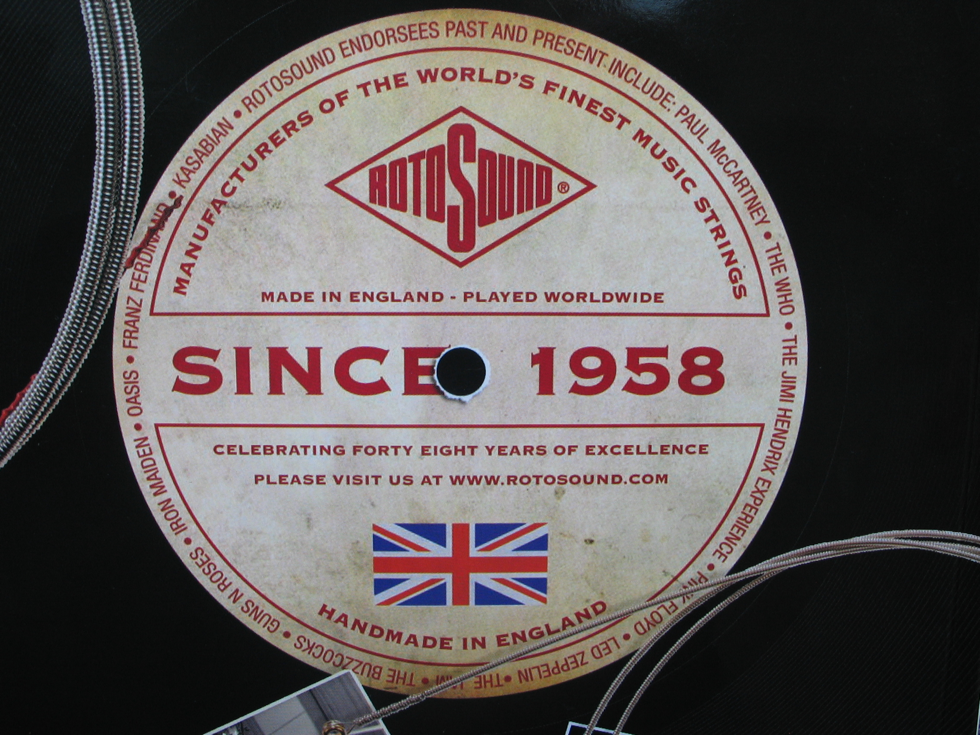 ROTOSOUND ENDORSEES PAST AND PRESENT INCLUDE: PAUL McCARTNEY • THE WHO • THE JIMI HENDRIX EXPERIENCE • PINK FLOYD • LED ZEPPELIN • THE JAM • THE BUZZCOCKS • GUNS N ROSES • IRON MAIDEN • OASIS • FRANZ FERDINAND • KASABIAN •
MANUFACTURERS OF THE WORLD'S FINEST MUSIC STRINGS
ROTOSOUND®
MADE IN ENGLAND - PLAYED WORLDWIDE
SINCE 1958
CELEBRATING FORTY EIGHT YEARS OF EXCELLENCE
PLEASE VISIT US AT WWW.ROTOSOUND.COM
HANDMADE IN ENGLAND